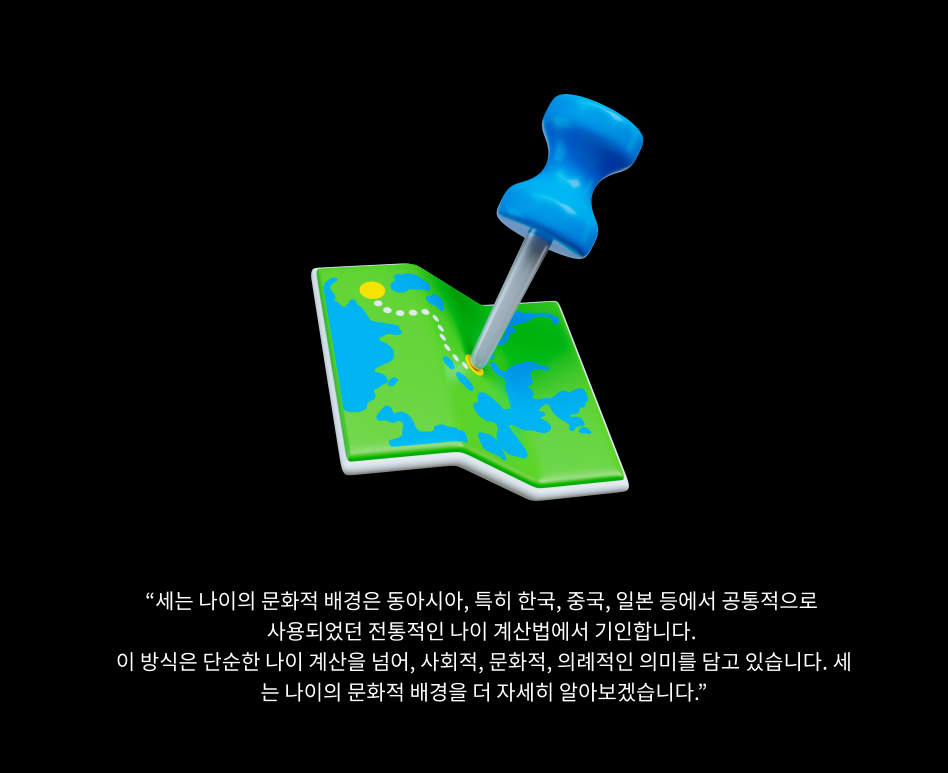 “세는 나이의 문화적 배경은 동아시아, 특히 한국, 중국, 일본 등에서 공통적으로
사용되었던 전통적인 나이 계산법에서 기인합니다.
이 방식은 단순한 나이 계산을 넘어, 사회적, 문화적, 의례적인 의미를 담고 있습니다. 세
는 나이의 문화적 배경을 더 자세히 알아보겠습니다.”